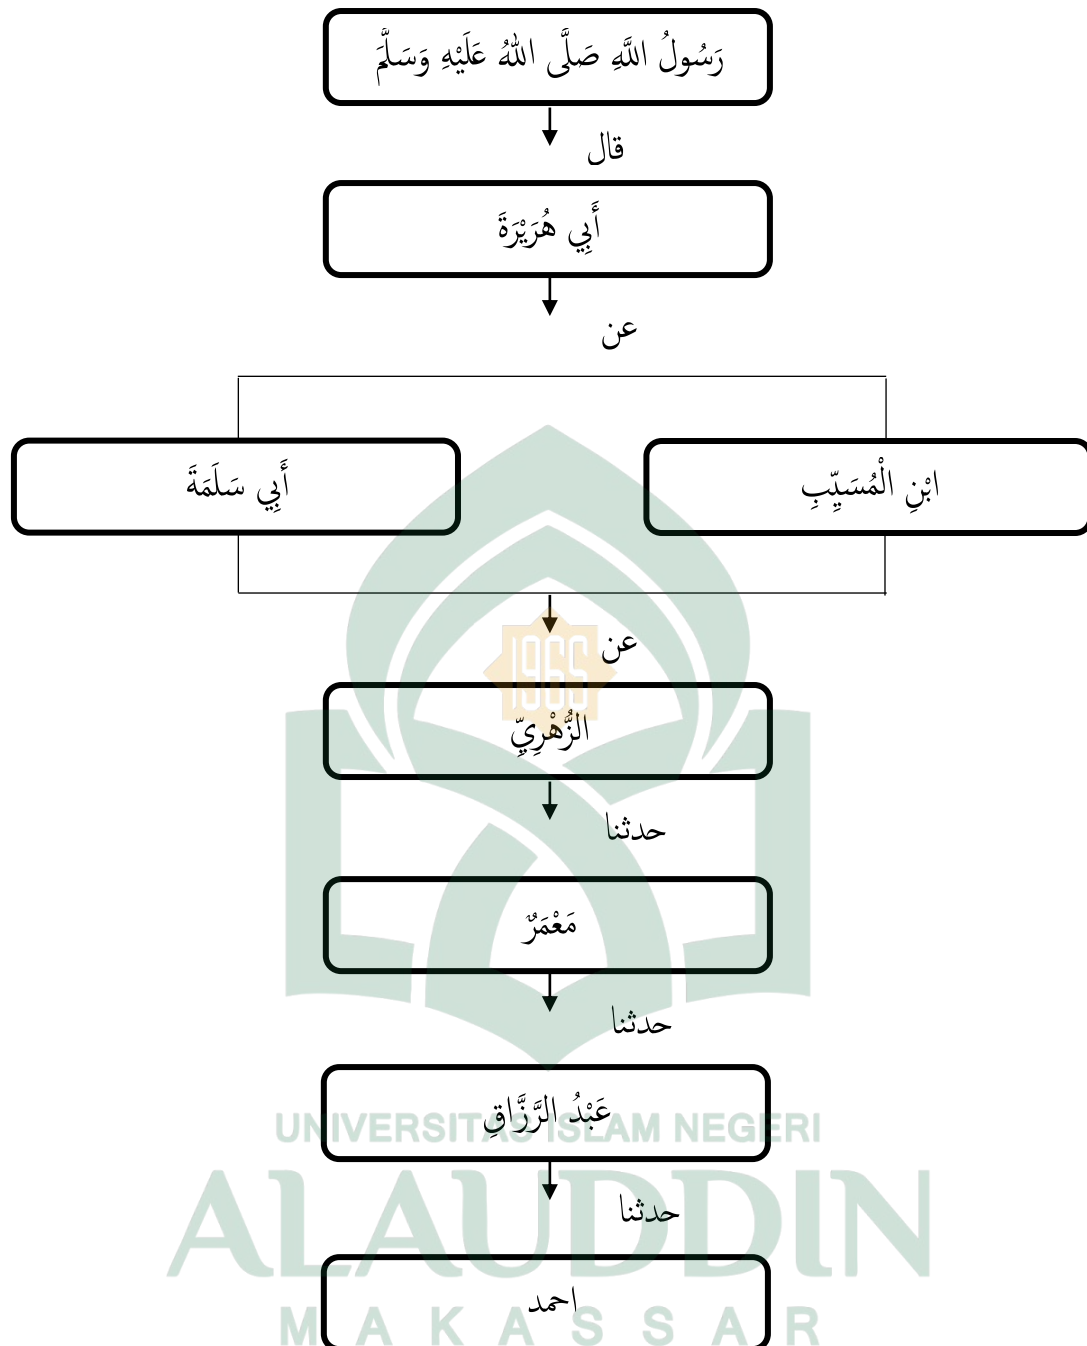 رَسُولُ اللَّهِ صَلَّى اللهُ عَلَيْهِ وَسَلَّمَ
قال
أَبِي هُرَيْرَةَ
عن
ابْنِ الْمُسَيِّبِ
أَبِي سَلَمَةَ
عن
1965
الزُّهْرِيِّ
حدثنا
مَعْمَرٌ
حدثنا
عَبْدُ الرَّزَّاقِ
UNIVERSITAS ISLAM NEGERI
حدثنا
ALAUDDIN
احمد
MAKASSAR